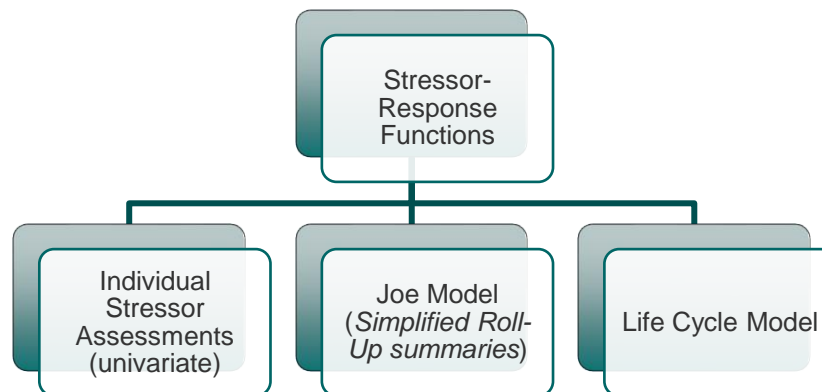 Stressor-
Response
Functions
Individual
Stressor
Assessments
(univariate)
Joe Model
(Simplified Roll-
Up summaries)
Life Cycle Model